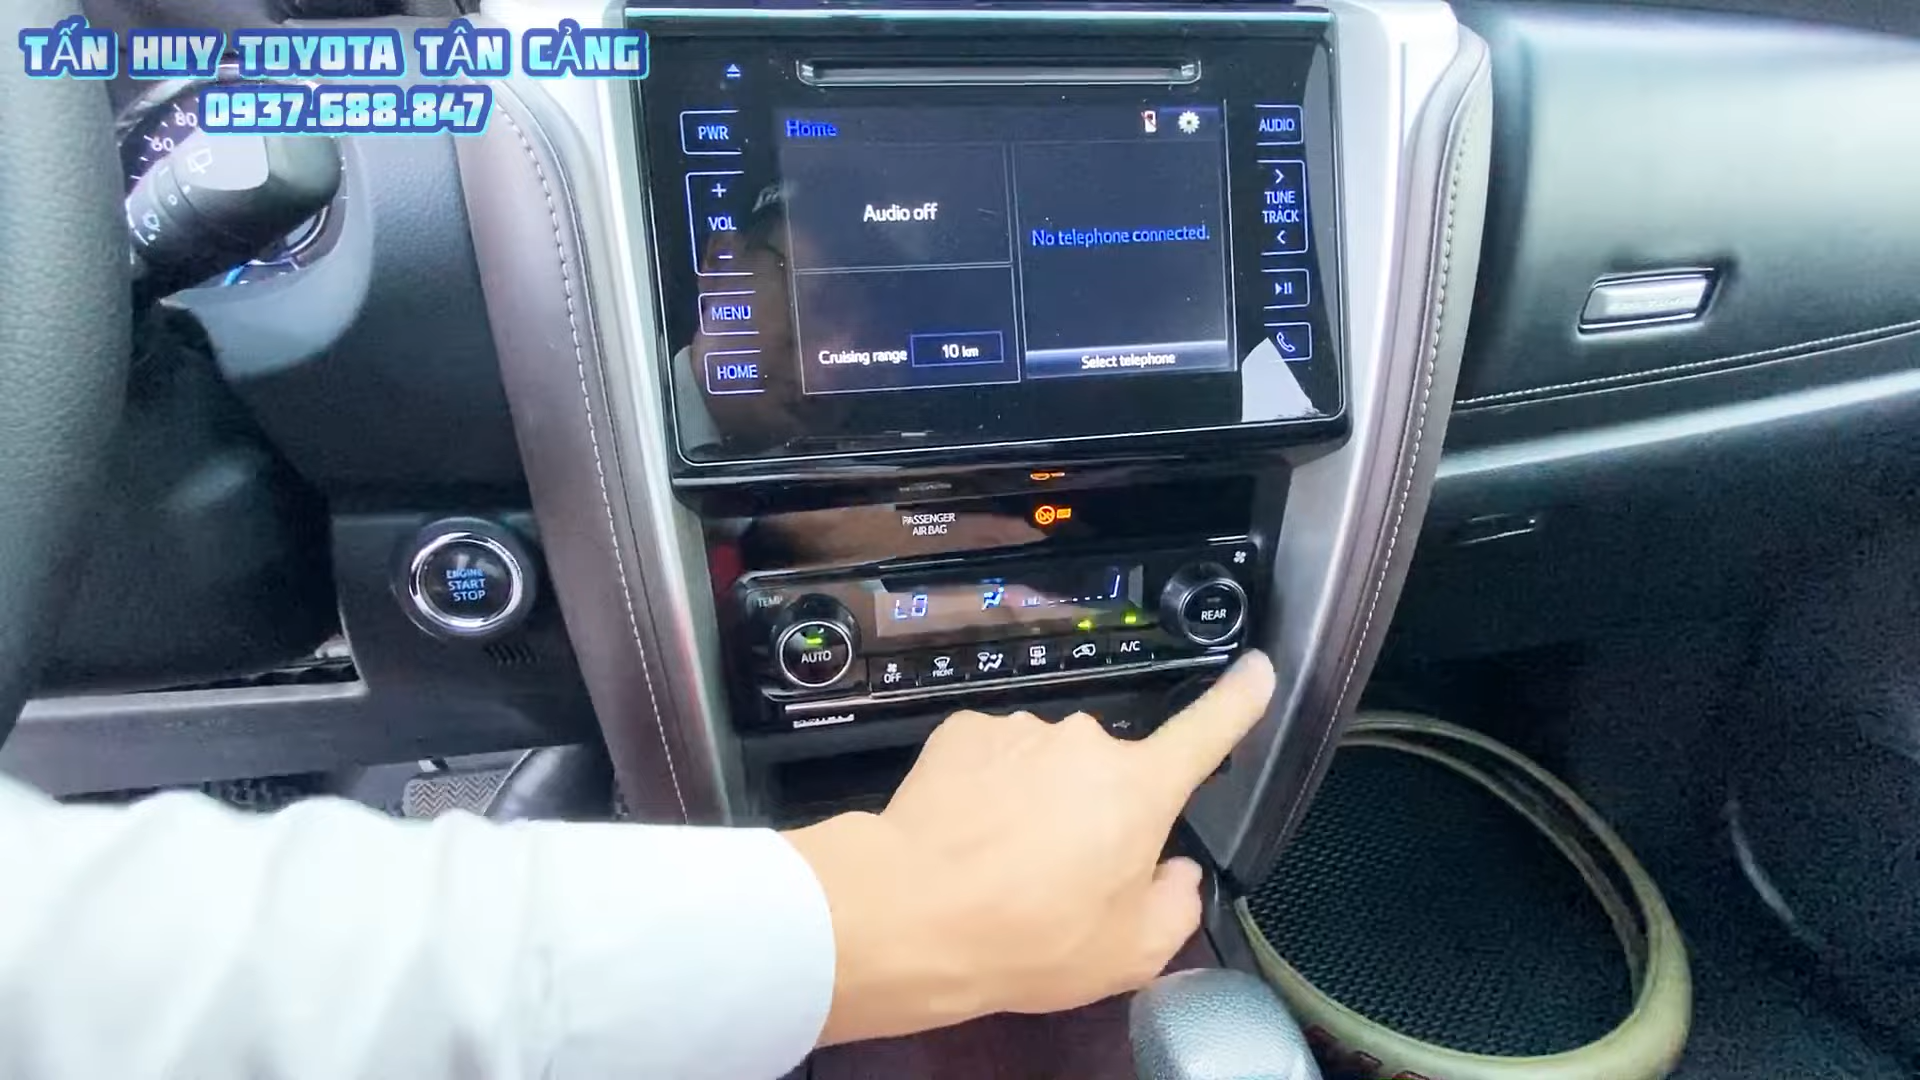 TẤN HUY TOYOTA TÂN CẢNG
0937.688.847
80
60
PWR
+
VOL
-
MENU
HOME
Home
Audio off
Cruising range 10 km
No telephone connected.
Select telephone
AUDIO
>
TUNE
TRACK
<
PASSENGER
AIR BAG
ENGINE
START
STOP
TEMP
LO
AUTO
OFF
FRONT
REAR
A/C
REAR